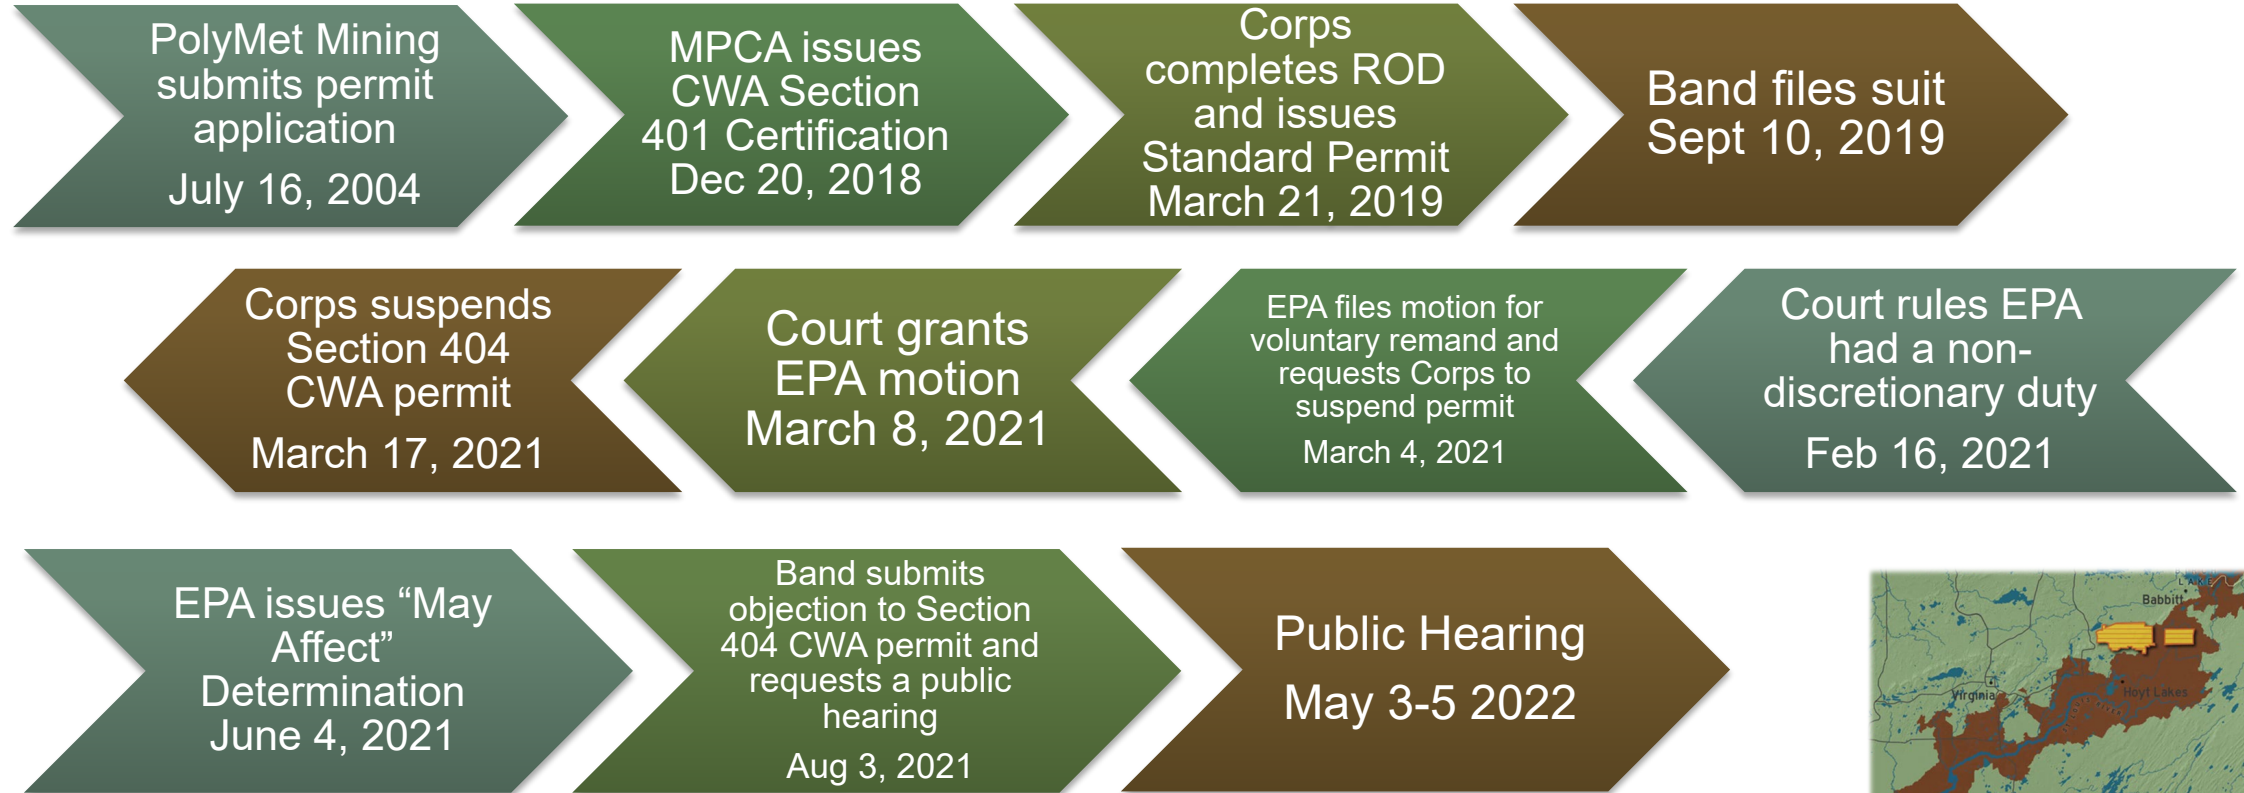 PolyMet Mining
submits permit
application
July 16, 2004
MPCA issues
CWA Section
401 Certification
Dec 20, 2018
Corps
completes ROD
and issues
Standard Permit
March 21, 2019
Band files suit
Sept 10, 2019
Court rules EPA
had a non-
discretionary duty
Feb 16, 2021
EPA files motion for
voluntary remand and
requests Corps to
suspend permit
March 4, 2021
Court grants
EPA motion
March 8, 2021
Corps suspends
Section 404
CWA permit
March 17, 2021
EPA issues “May
Affect”
Determination
June 4, 2021
Band submits
objection to Section
404 CWA permit and
requests a public
hearing
Aug 3, 2021
Public Hearing
May 3-5 2022
LAKE
Babbitt
Hoyt Lakes
Virginia